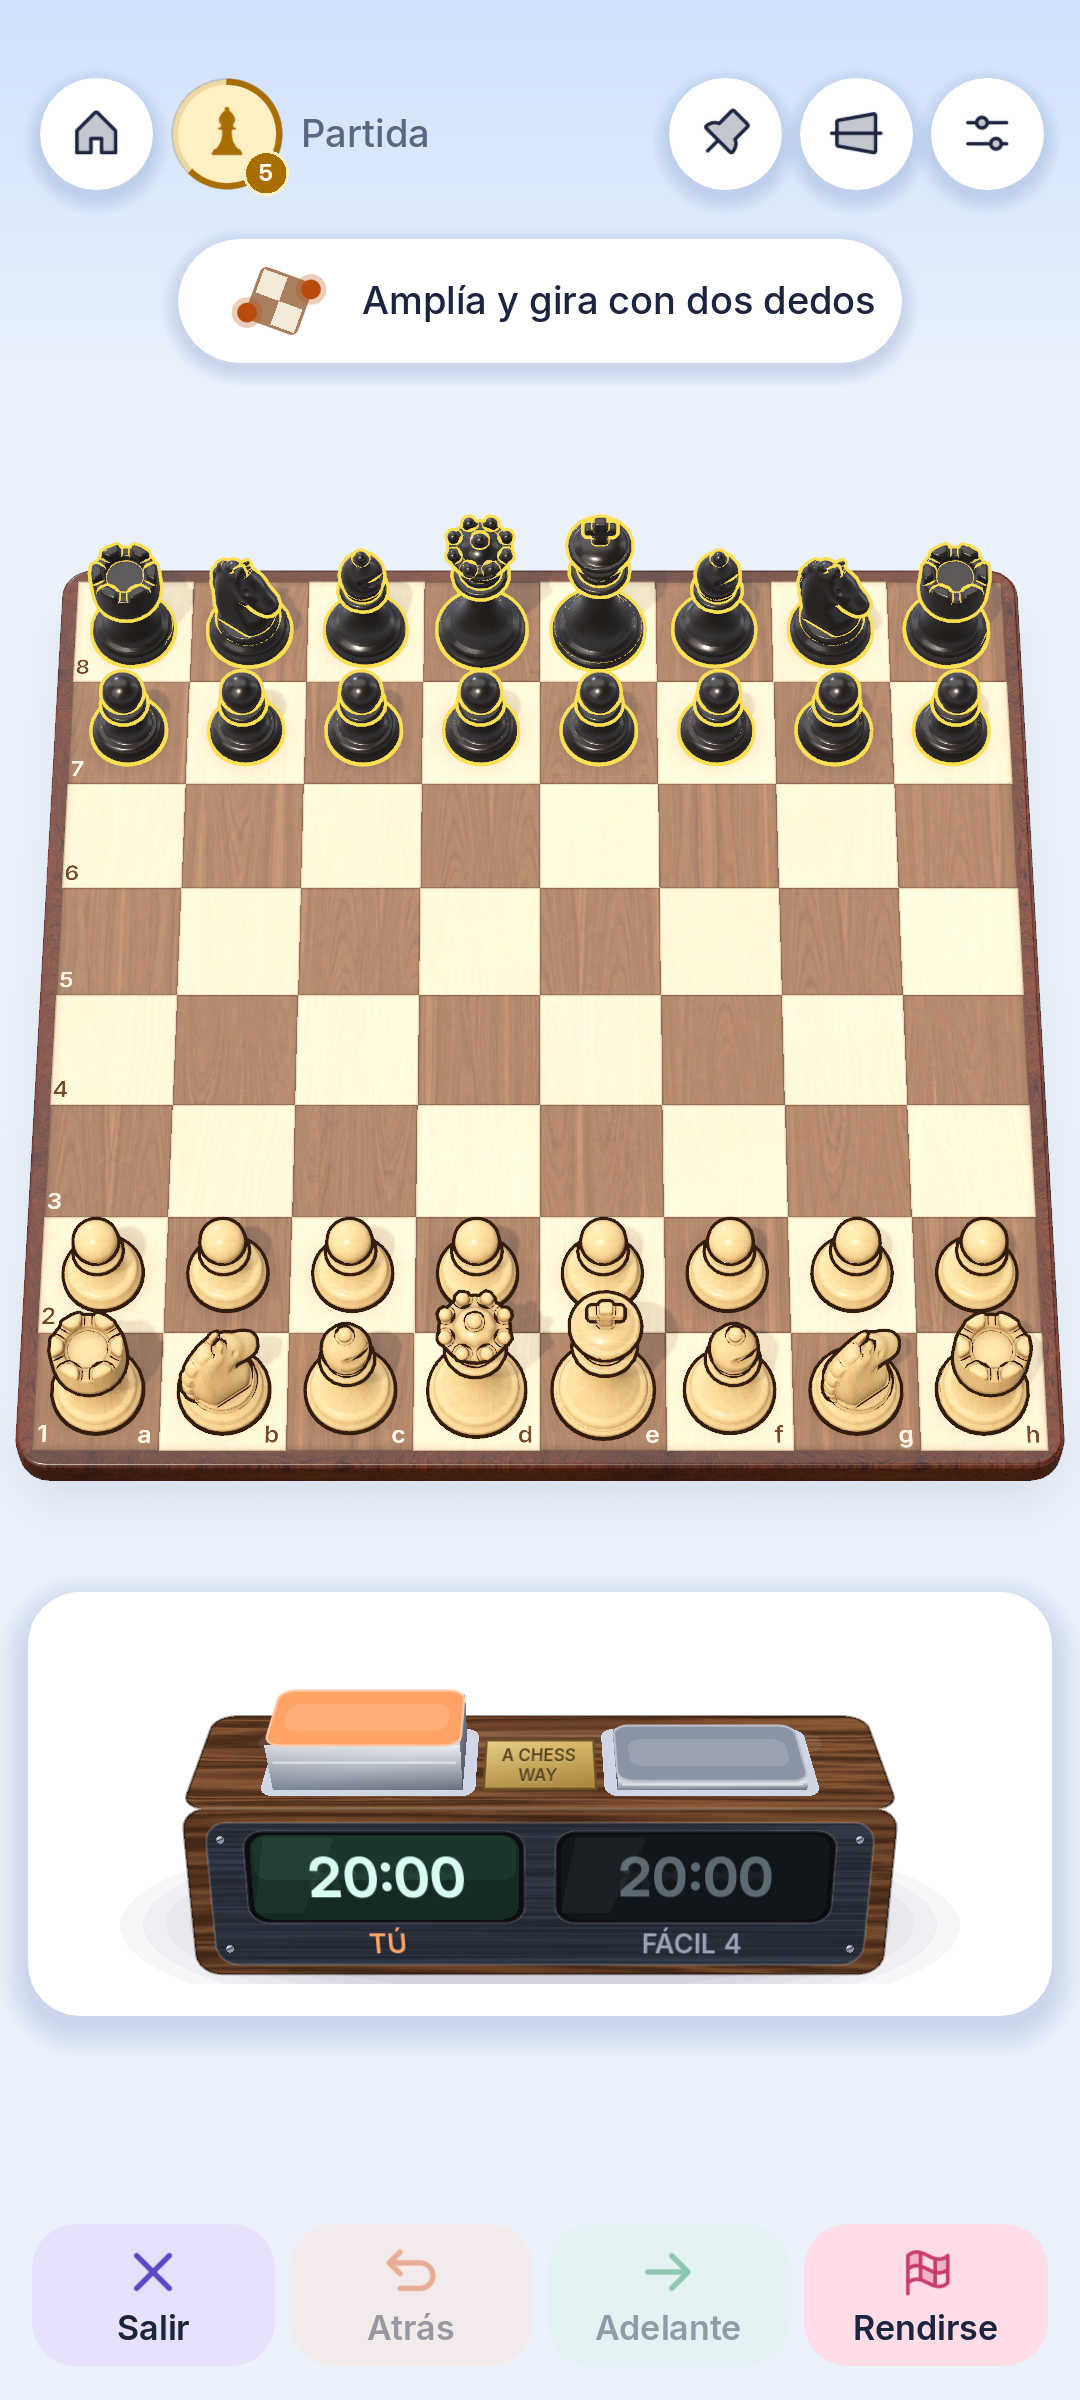 5
Partida
Amplía y gira con dos dedos
8
7
6
5
4
3
2
1 a b c d e f g h
A CHESS
WAY
20:00 20:00
TÚ FÁCIL 4
Salir Atrás Adelante Rendirse